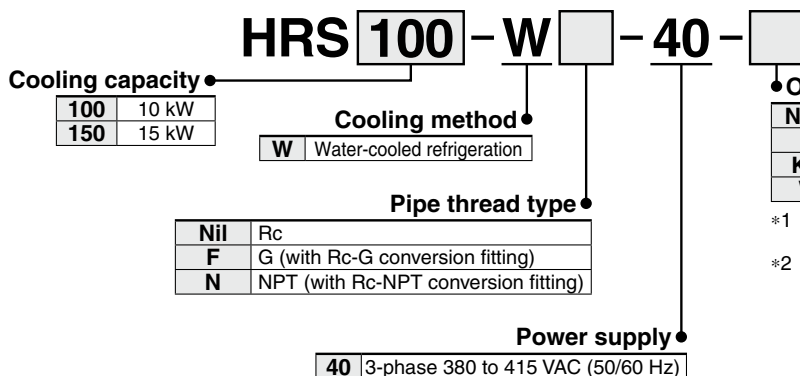 HRS 100 – W – 40 –
Cooling capacity
100 10 kW
150 15 kW
Cooling method
W Water-cooled refrigeration
Pipe thread type
Nil Rc
F G (with Rc-G conversion fitting)
N NPT (with Rc-NPT conversion fitting)
Power supply
40 3-phase 380 to 415 VAC (50/60 Hz)
*1
*2